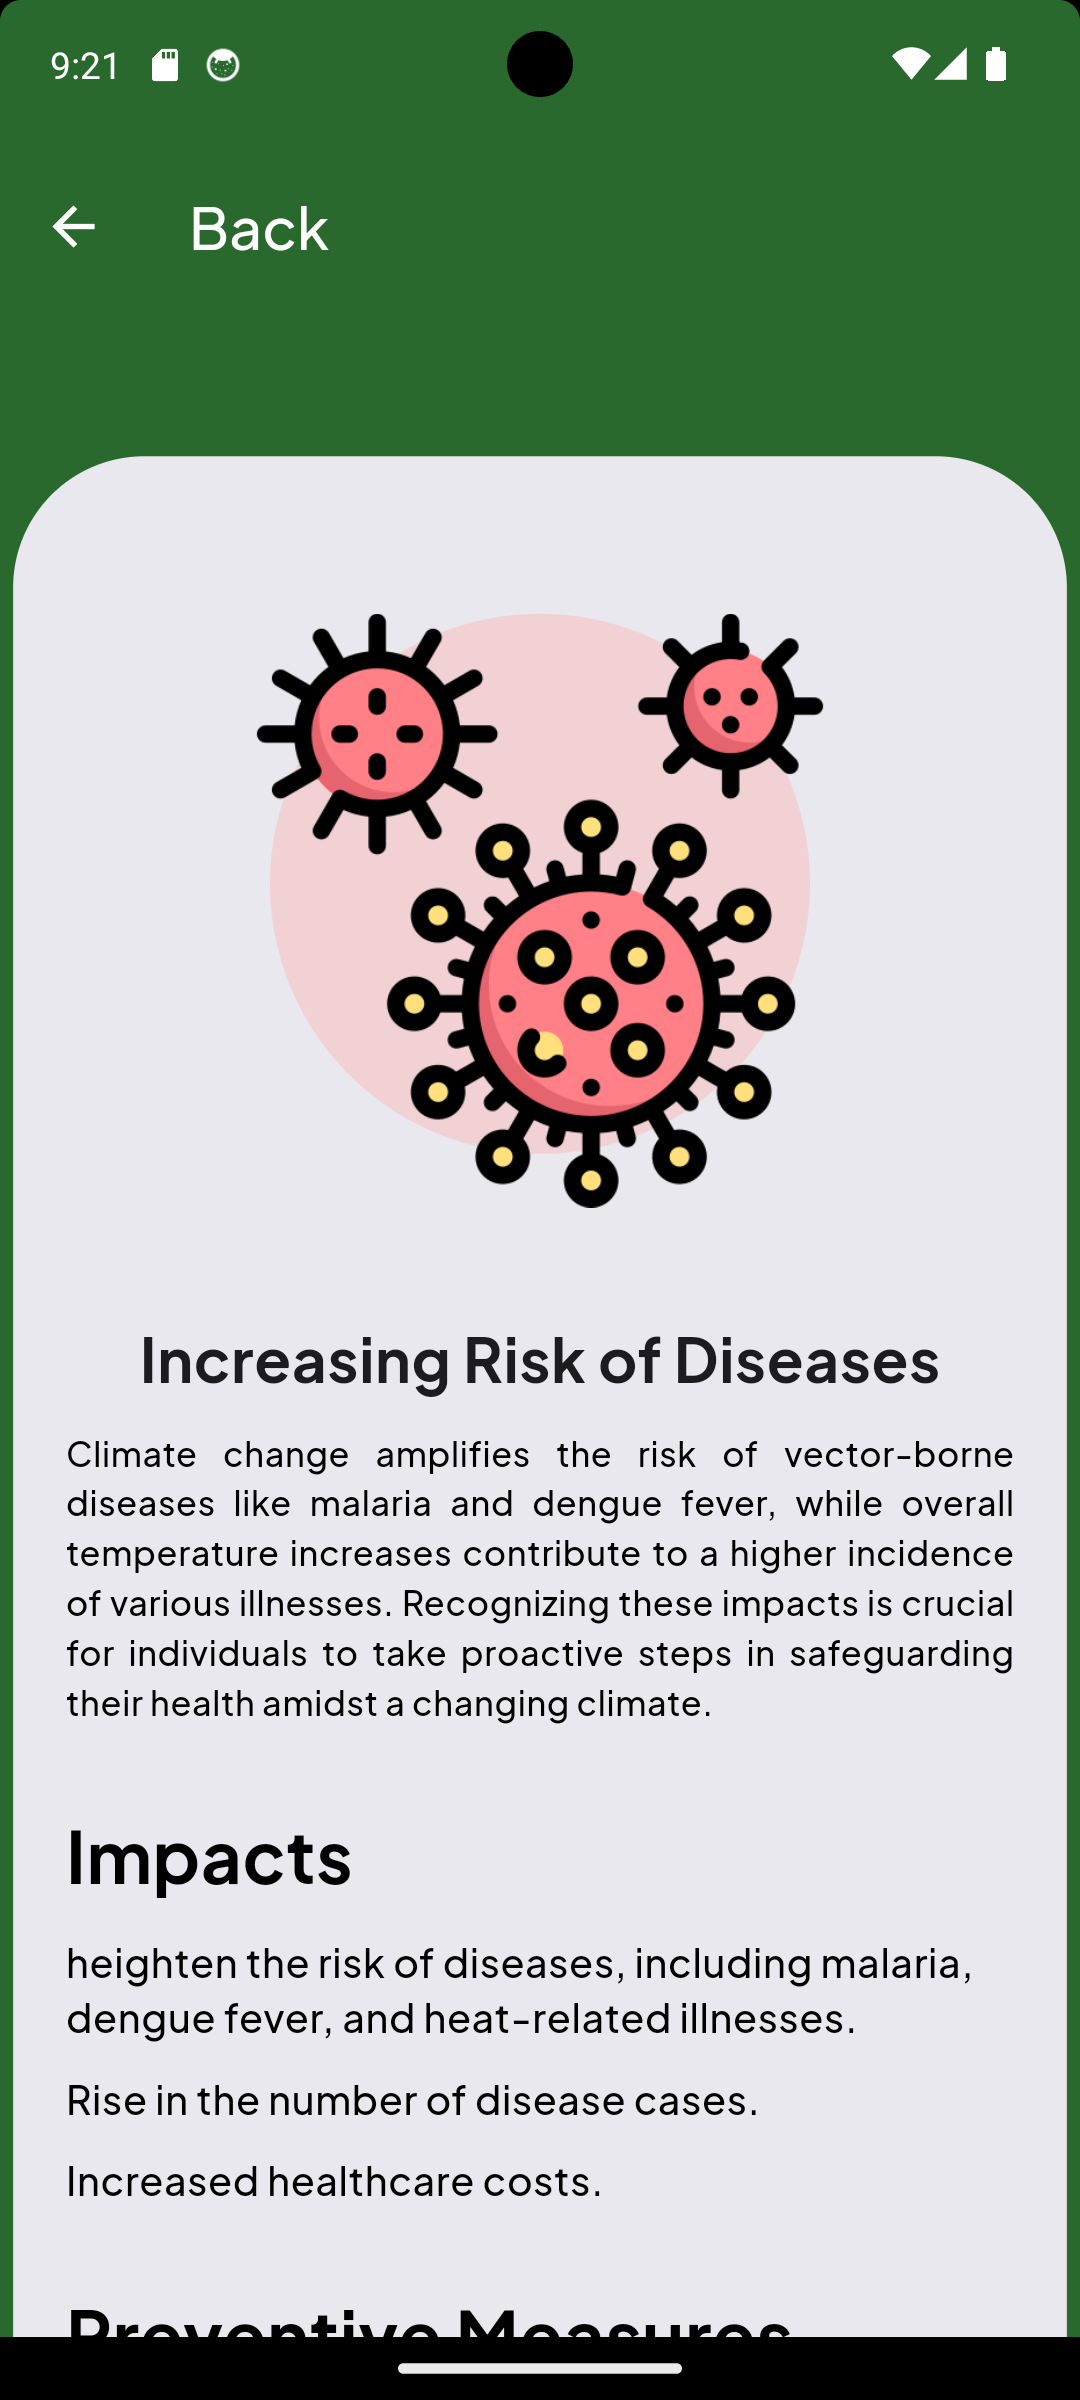 9:21
Back
Increasing Risk of Diseases
Climate change amplifies the risk of vector-borne
diseases like malaria and dengue fever, while overall
temperature increases contribute to a higher incidence
of various illnesses. Recognizing these impacts is crucial
for individuals to take proactive steps in safeguarding
their health amidst a changing climate.
Impacts
heighten the risk of diseases, including malaria,
dengue fever, and heat-related illnesses.
Rise in the number of disease cases.
Increased healthcare costs.
Preventive Measures